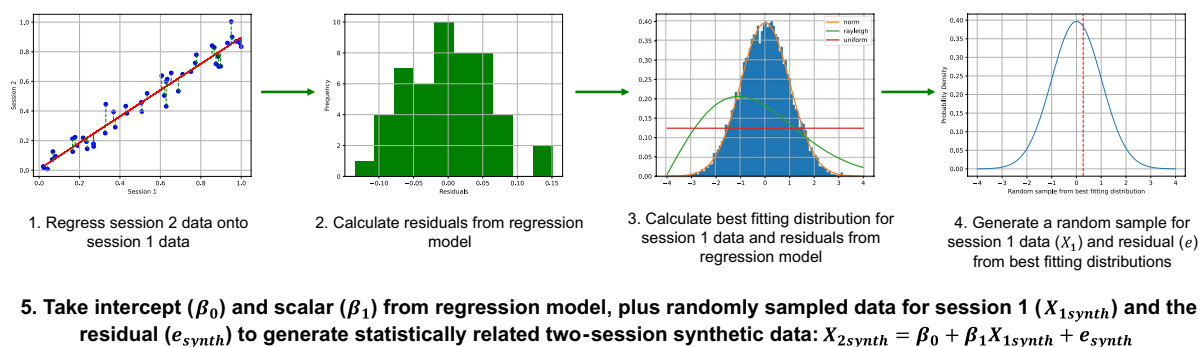 1.0
0.8
0.6
0.4
0.2
0.0
Session 2
0.0 0.2 0.4 0.6 0.8 1.0
Session 1
10
8
6
4
2
0
Frequency
−0.10 −0.05 0.00 0.05 0.10 0.15
Residuals
0.40
0.35
0.30
0.25
0.20
0.15
0.10
0.05
0.00
norm
rayleigh
uniform
−4 −3 −2 −1 0 1 2 3 4
0.40
0.35
0.30
0.25
0.20
0.15
0.10
0.05
0.00
Probability Density
−4 −3 −2 −1 0 1 2 3 4
Random sample from best fitting distribution
1. Regress session 2 data onto
session 1 data
2. Calculate residuals from regression
model
3. Calculate best fitting distribution for
session 1 data and residuals from
regression model
4. Generate a random sample for
session 1 data (X₁) and residual (e)
from best fitting distributions
5. Take intercept (β₀) and scalar (β₁) from regression model, plus randomly sampled data for session 1 (X₁synth) and the
residual (e_synth) to generate statistically related two-session synthetic data: X₂synth = β₀ + β₁X₁synth + e_synth